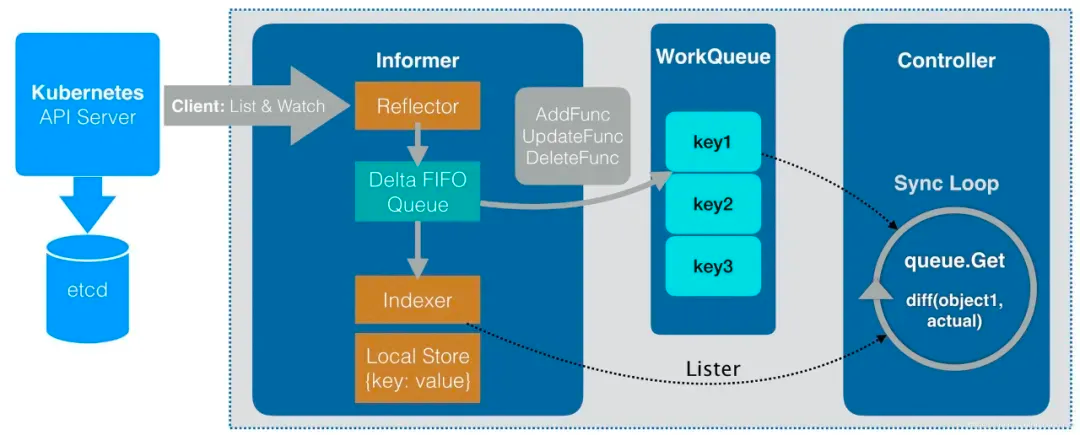 Kubernetes
API Server
etcd
Client: List & Watch
Informer
Reflector
Delta FIFO
Queue
Indexer
Local Store
{key: value}
AddFunc
UpdateFunc
DeleteFunc
WorkQueue
key1
key2
key3
Lister
Controller
Sync Loop
queue.Get
diff(object1,
actual)